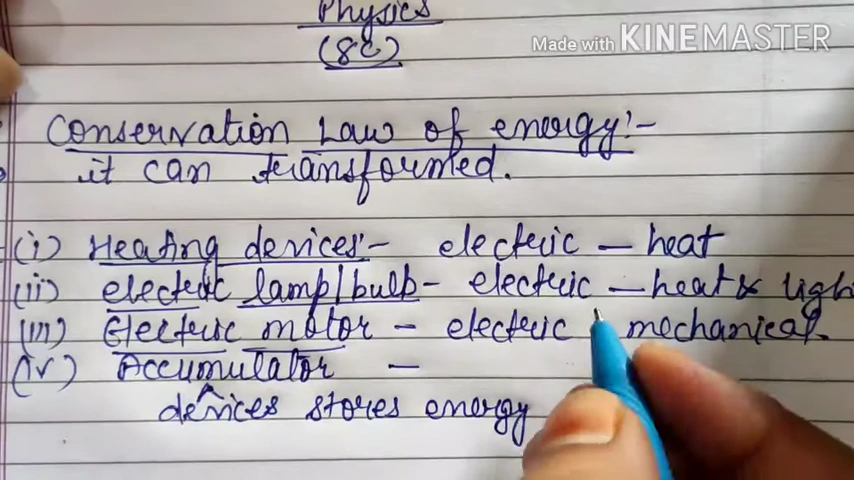 Physics
(8C)
Made with KINEMASTER
Conservation Law of energy:-
it can transformed.
(i) Heating devices:- electric — heat
(ii) electric lamp/bulb - electric — heat & ligh
(iii) Electric motor - electric mechanical.
(iv) Accumulator —
devices stores energy